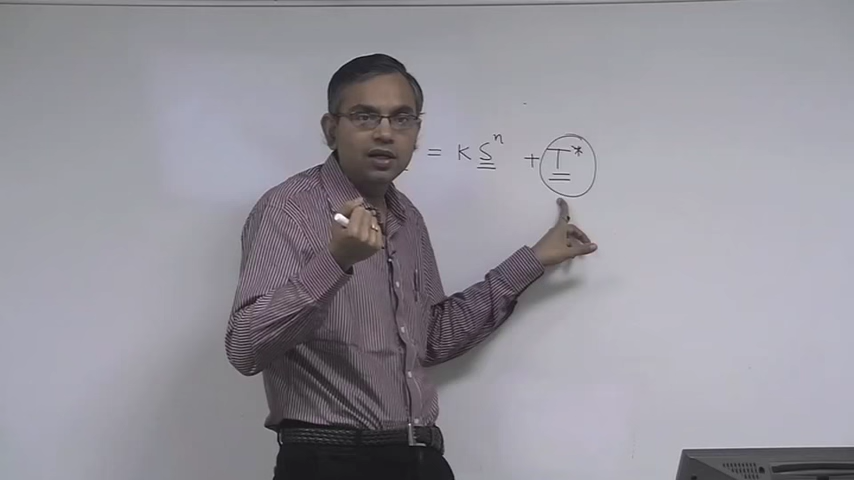 = K S^n + T*